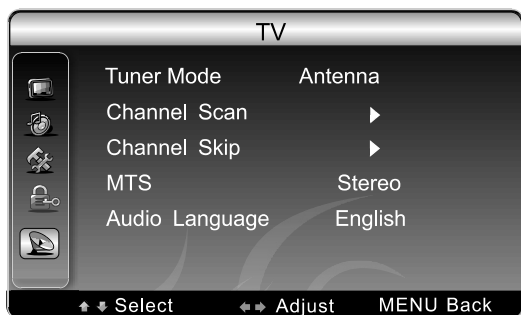 TV
Tuner Mode Antenna
Channel Scan
Channel Skip
MTS Stereo
Audio Language English
Select Adjust MENU Back